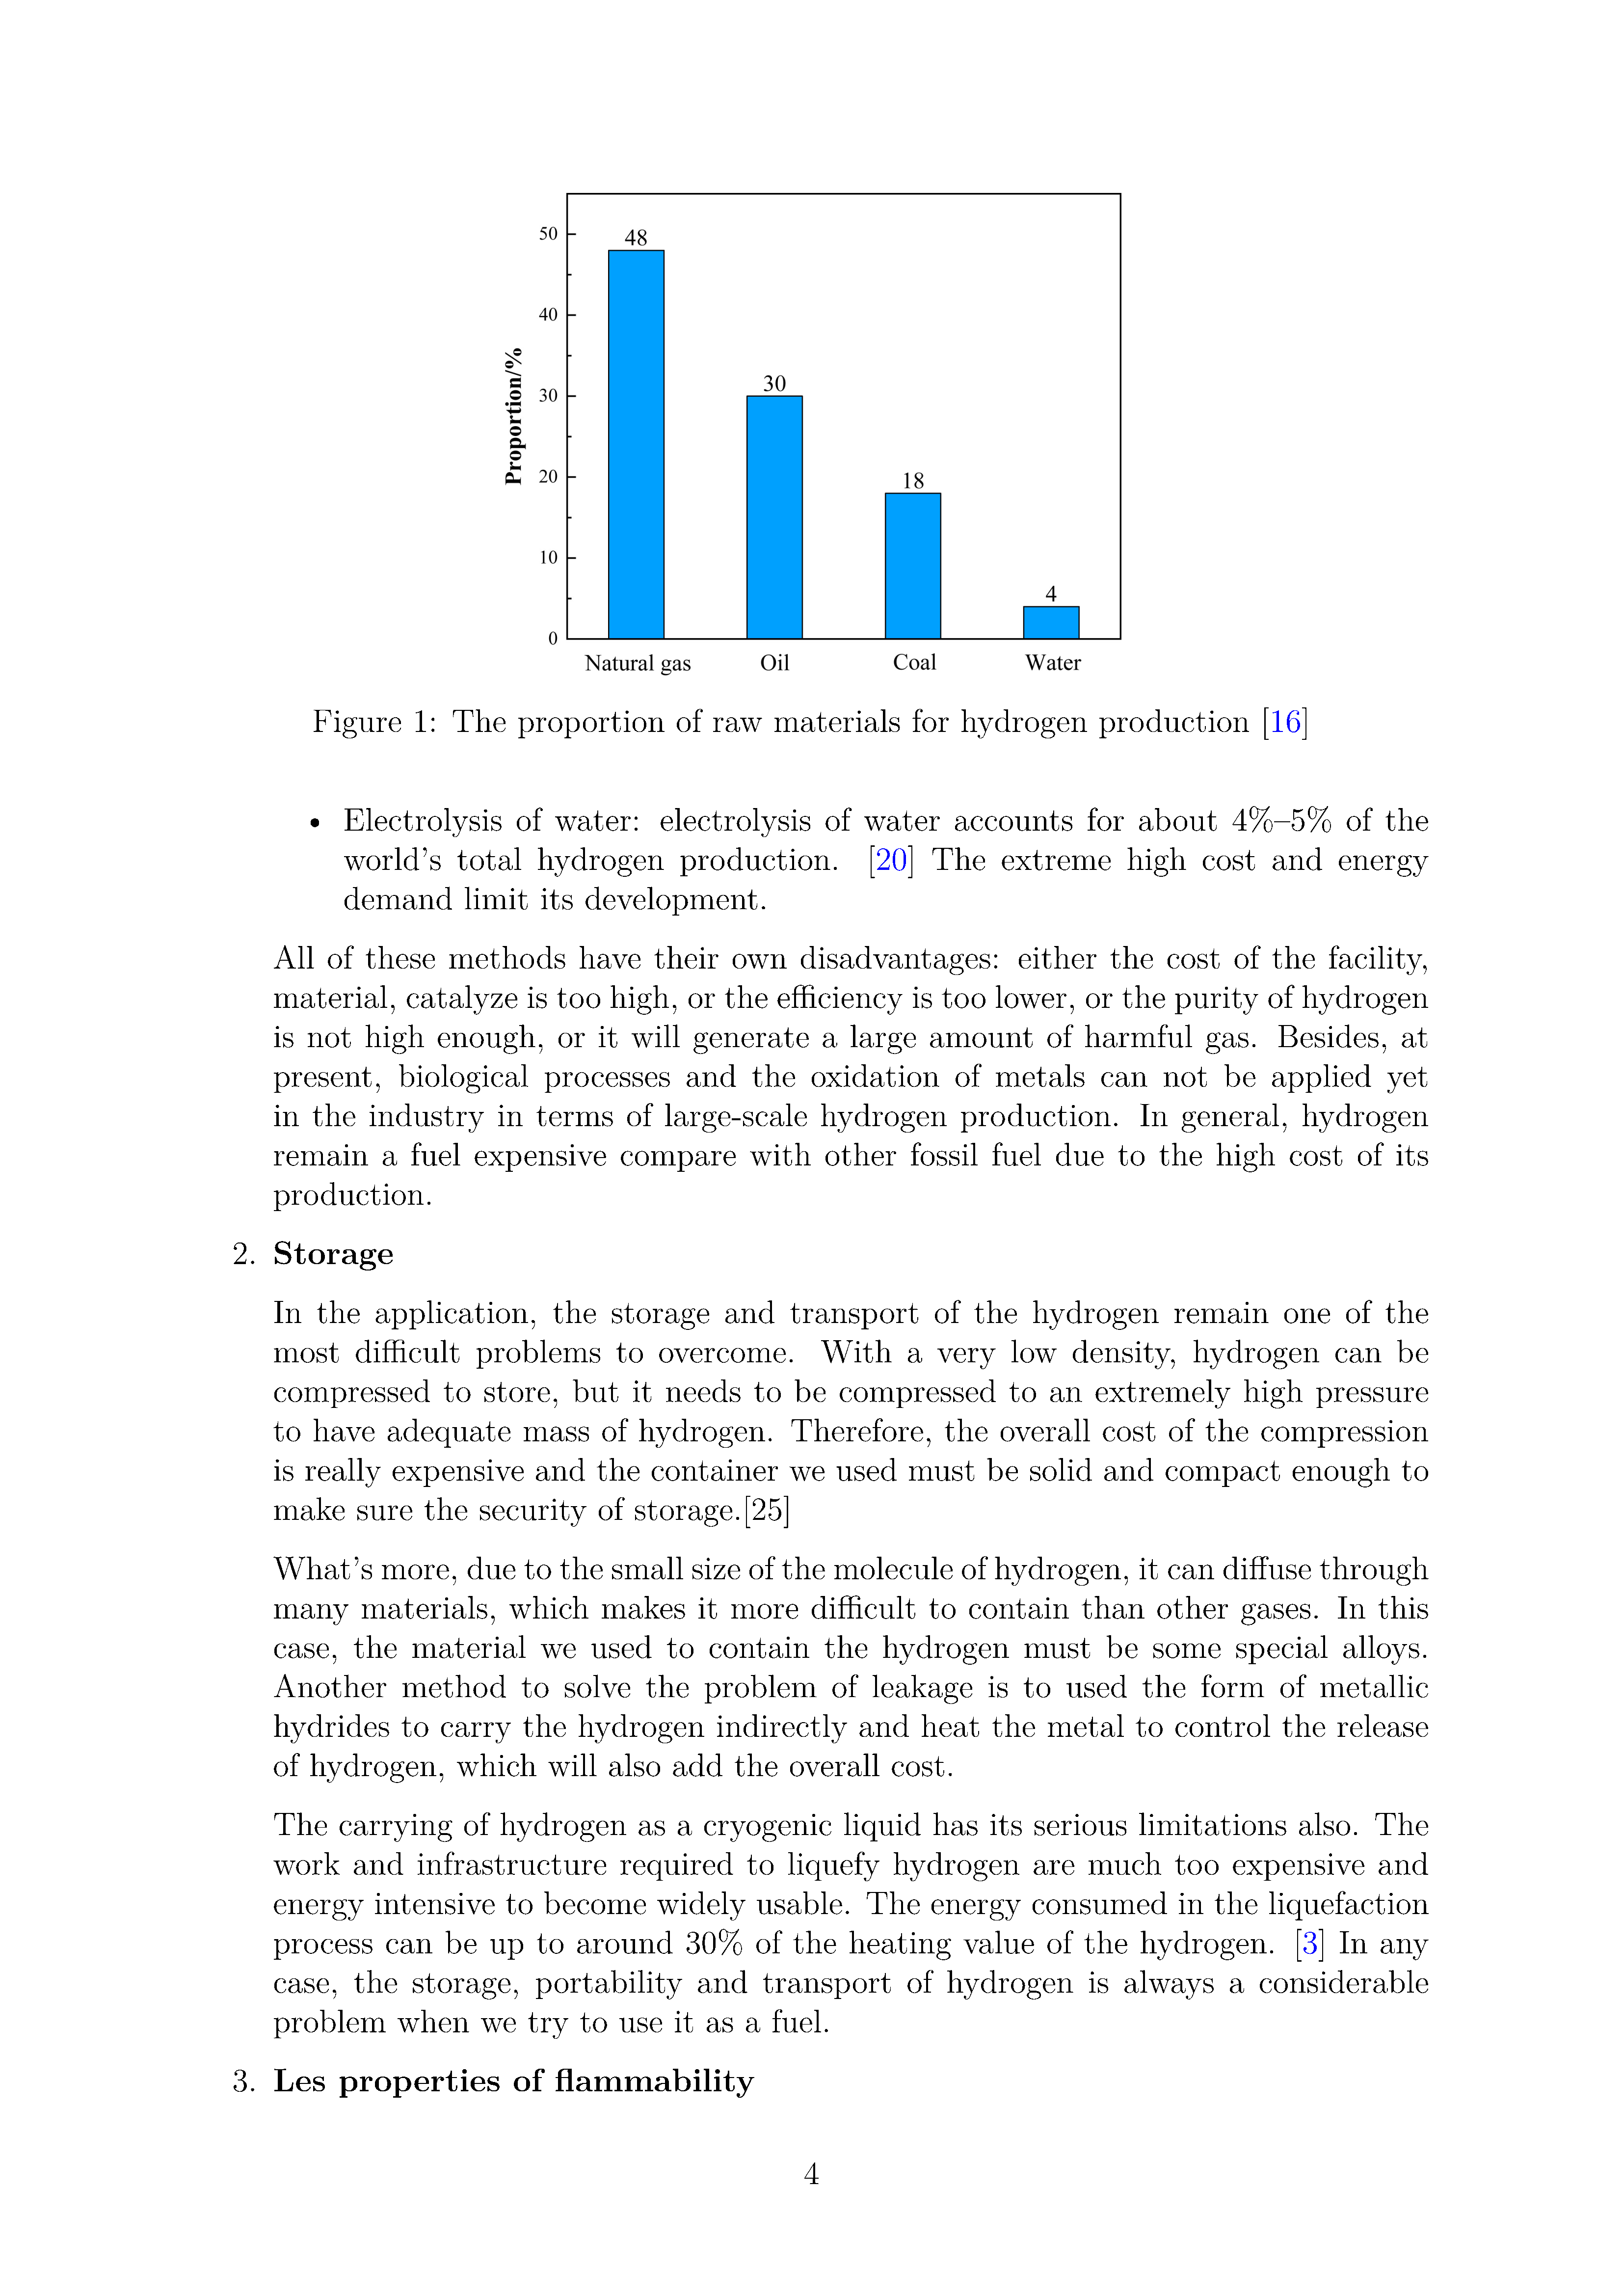 50
40
30
20
10
0
Proportion/%
48
30
18
4
Natural gas
Oil
Coal
Water
Figure 1: The proportion of raw materials for hydrogen production [16]
• Electrolysis of water: electrolysis of water accounts for about 4%–5% of the
world's total hydrogen production. [20] The extreme high cost and energy
demand limit its development.
All of these methods have their own disadvantages: either the cost of the facility,
material, catalyze is too high, or the efficiency is too lower, or the purity of hydrogen
is not high enough, or it will generate a large amount of harmful gas. Besides, at
present, biological processes and the oxidation of metals can not be applied yet
in the industry in terms of large-scale hydrogen production. In general, hydrogen
remain a fuel expensive compare with other fossil fuel due to the high cost of its
production.
2. Storage
In the application, the storage and transport of the hydrogen remain one of the
most difficult problems to overcome. With a very low density, hydrogen can be
compressed to store, but it needs to be compressed to an extremely high pressure
to have adequate mass of hydrogen. Therefore, the overall cost of the compression
is really expensive and the container we used must be solid and compact enough to
make sure the security of storage.[25]
What's more, due to the small size of the molecule of hydrogen, it can diffuse through
many materials, which makes it more difficult to contain than other gases. In this
case, the material we used to contain the hydrogen must be some special alloys.
Another method to solve the problem of leakage is to used the form of metallic
hydrides to carry the hydrogen indirectly and heat the metal to control the release
of hydrogen, which will also add the overall cost.
The carrying of hydrogen as a cryogenic liquid has its serious limitations also. The
work and infrastructure required to liquefy hydrogen are much too expensive and
energy intensive to become widely usable. The energy consumed in the liquefaction
process can be up to around 30% of the heating value of the hydrogen. [3] In any
case, the storage, portability and transport of hydrogen is always a considerable
problem when we try to use it as a fuel.
3. Les properties of flammability
4